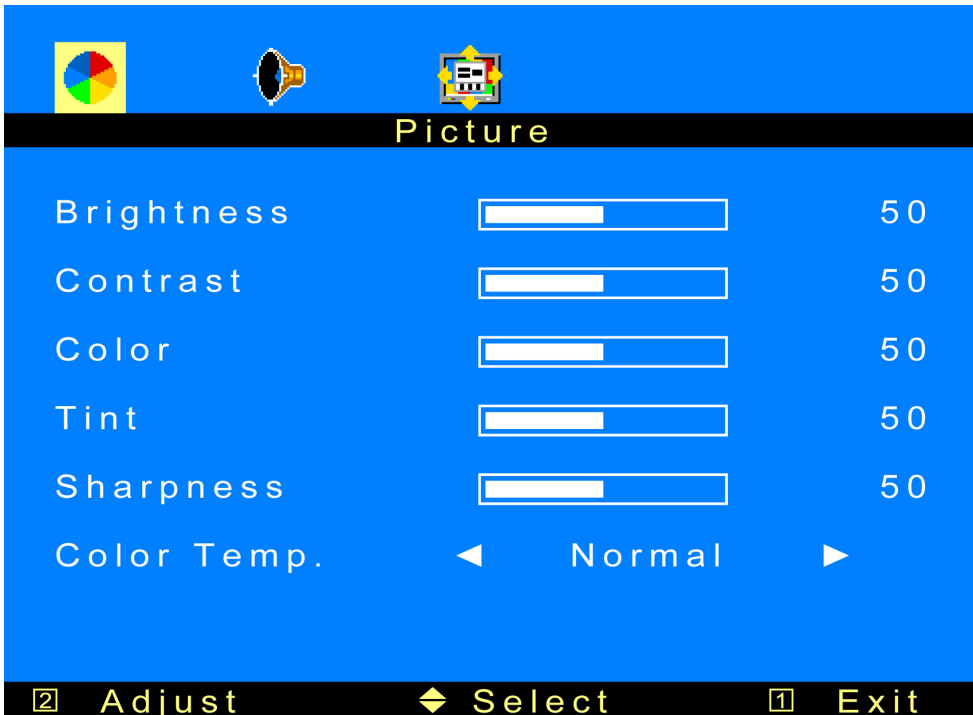 Picture
Brightness 50
Contrast 50
Color 50
Tint 50
Sharpness 50
Color Temp. ◀ Normal ▶
2 Adjust Select 1 Exit